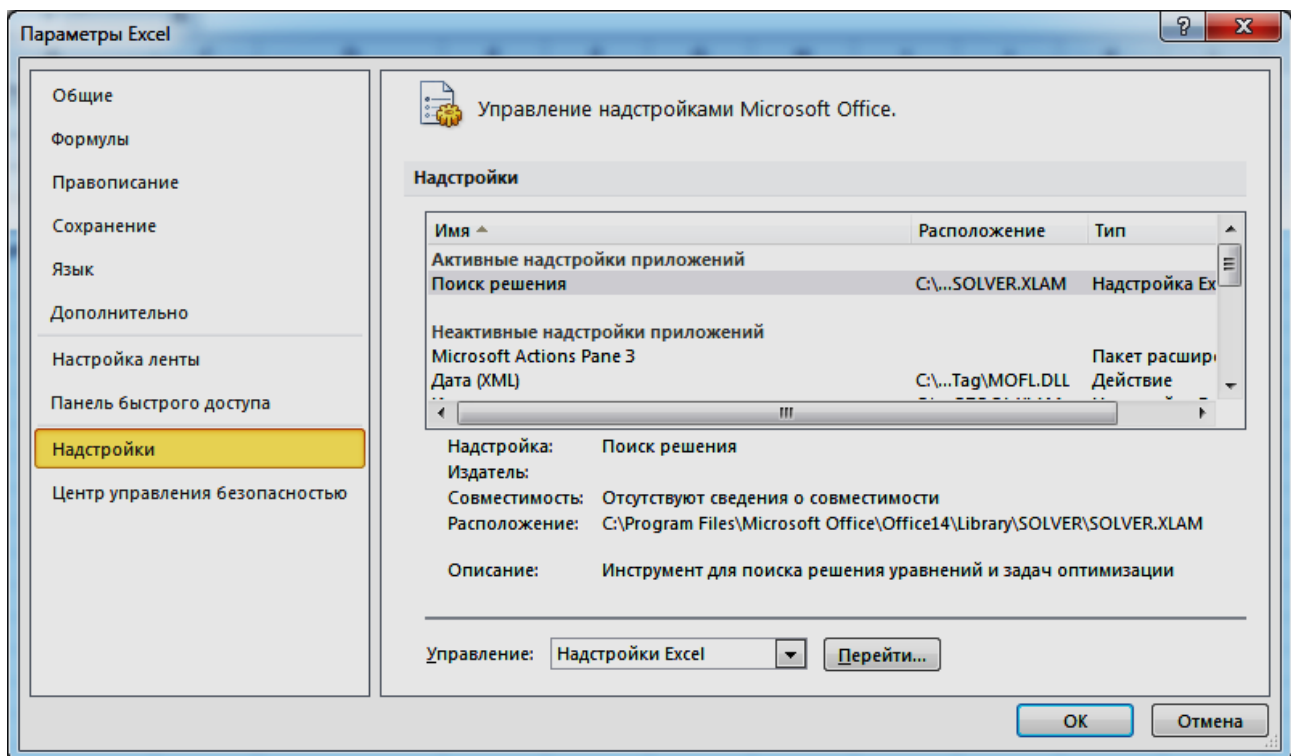 Параметры Excel
Общие
Формулы
Правописание
Сохранение
Язык
Дополнительно
Настройка ленты
Панель быстрого доступа
Надстройки
Центр управления безопасностью
Управление надстройками Microsoft Office.
Надстройки
Имя Расположение Тип
Активные надстройки приложений
Поиск решения C:\...SOLVER.XLAM Надстройка Ex
Неактивные надстройки приложений
Microsoft Actions Pane 3 Пакет расшир
Дата (XML) C:\...Tag\MOFL.DLL Действие
Надстройка: Поиск решения
Издатель:
Совместимость: Отсутствуют сведения о совместимости
Расположение: C:\Program Files\Microsoft Office\Office14\Library\SOLVER\SOLVER.XLAM
Описание: Инструмент для поиска решения уравнений и задач оптимизации
Управление: Надстройки Excel Перейти...
ОК Отмена